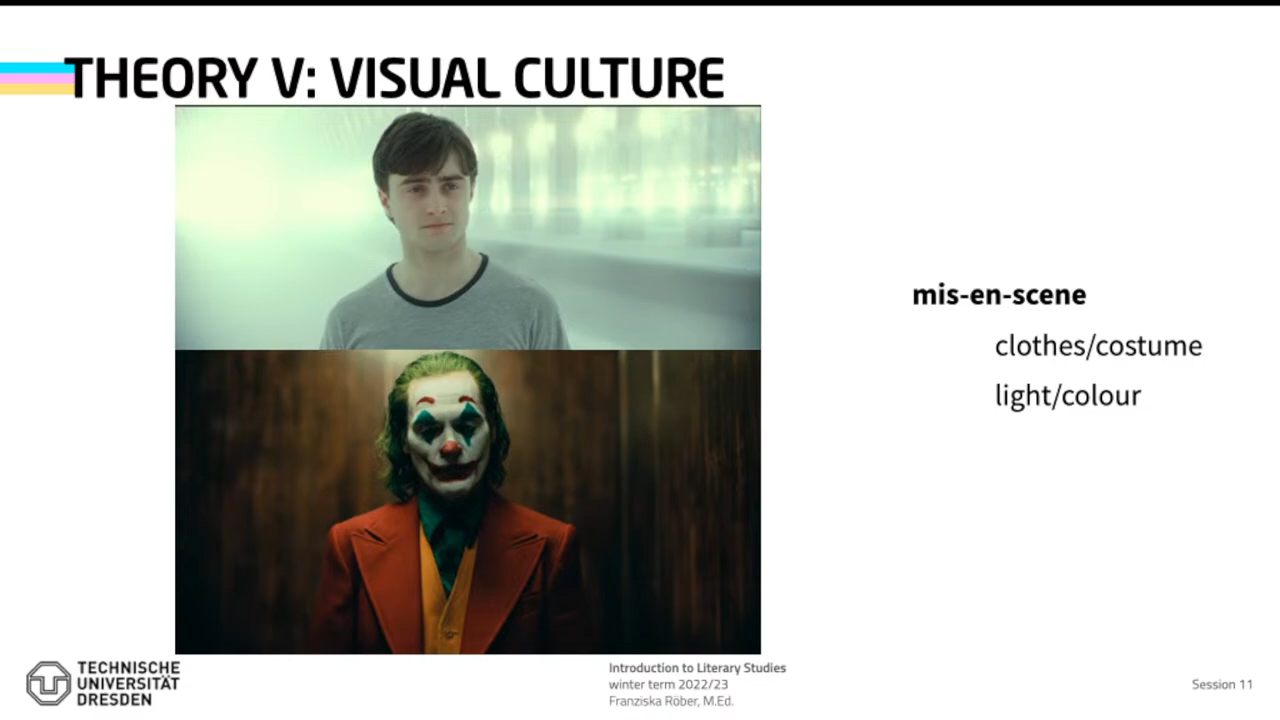 THEORY V: VISUAL CULTURE
mis-en-scene
clothes/costume
light/colour
TECHNISCHE
UNIVERSITÄT
DRESDEN
Introduction to Literary Studies
winter term 2022/23
Franziska Röber, M.Ed.
Session 11